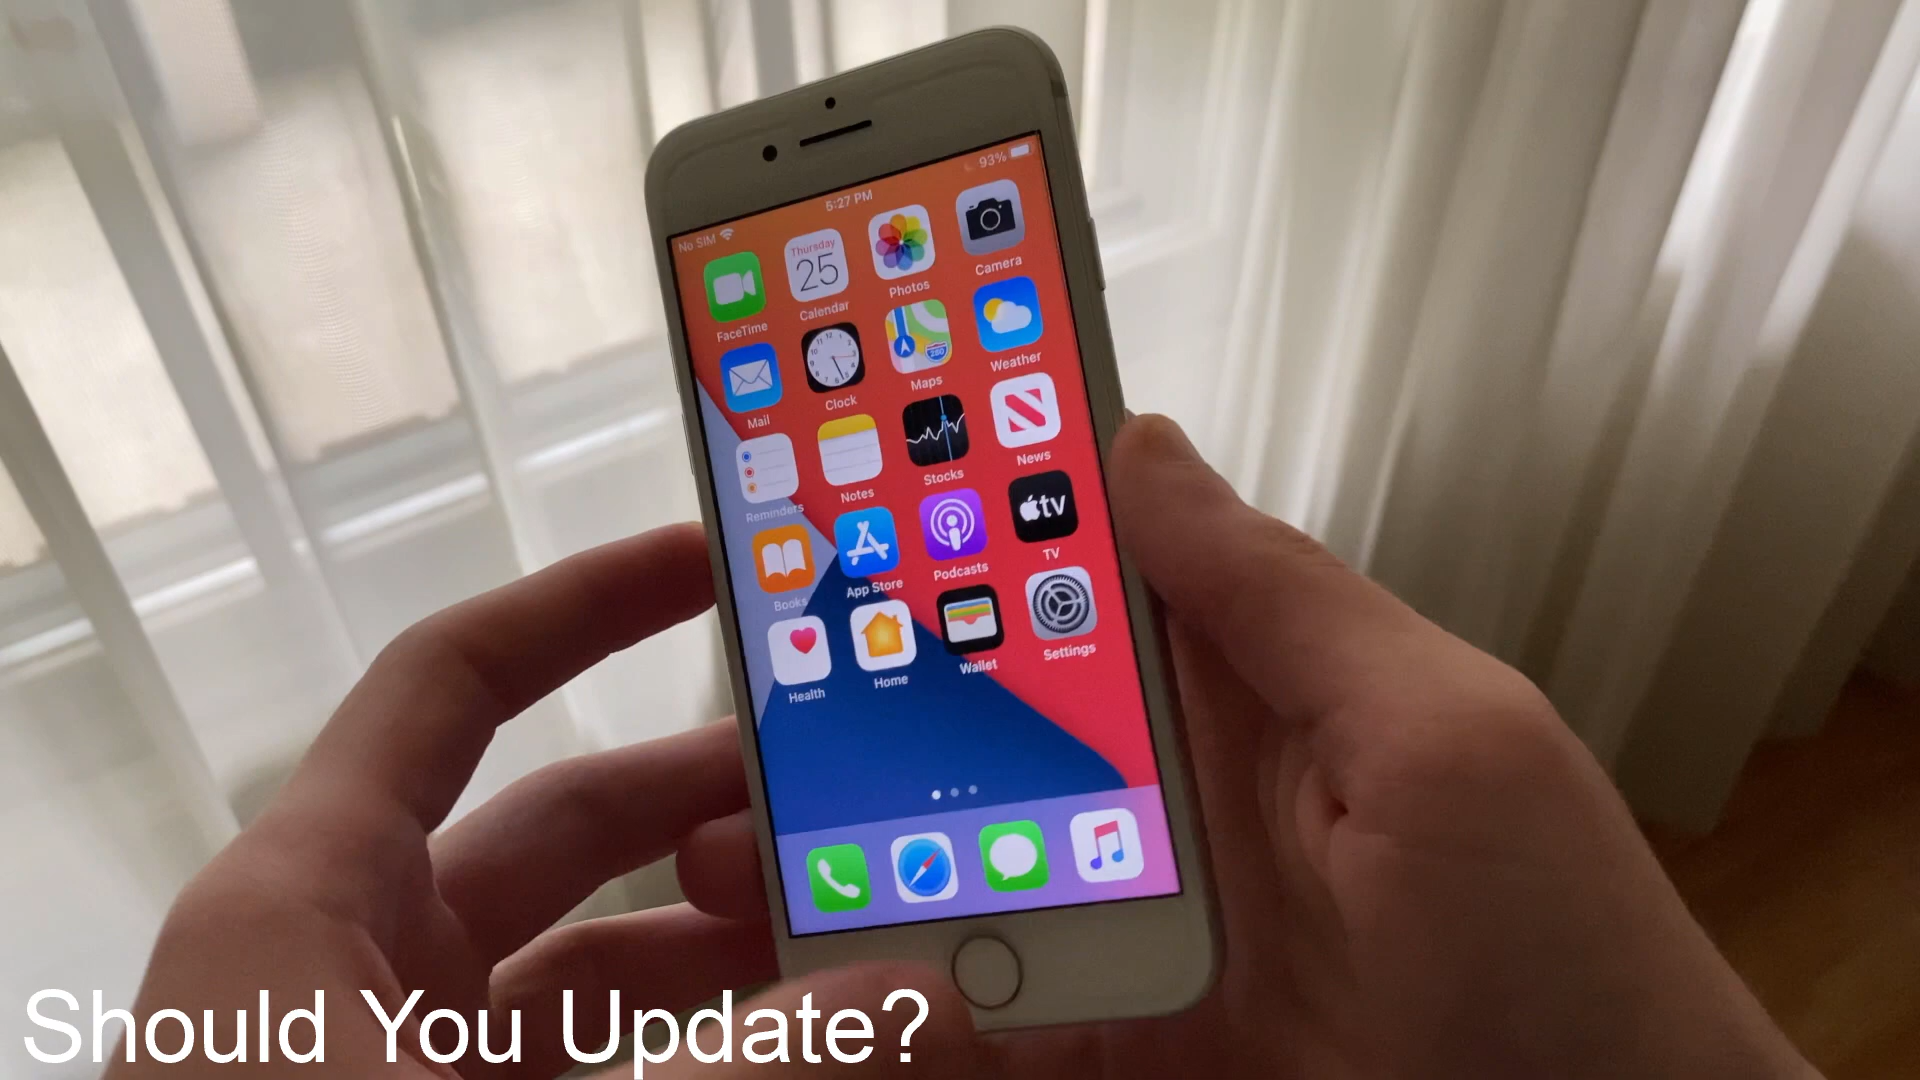 No SIM
5:27 PM
93%
FaceTime
Thursday
25
Calendar
Photos
Camera
Mail
Clock
280
Maps
Weather
Reminders
Notes
Stocks
News
Books
App Store
Podcasts
tv
TV
Health
Home
Wallet
Settings
Should You Update?